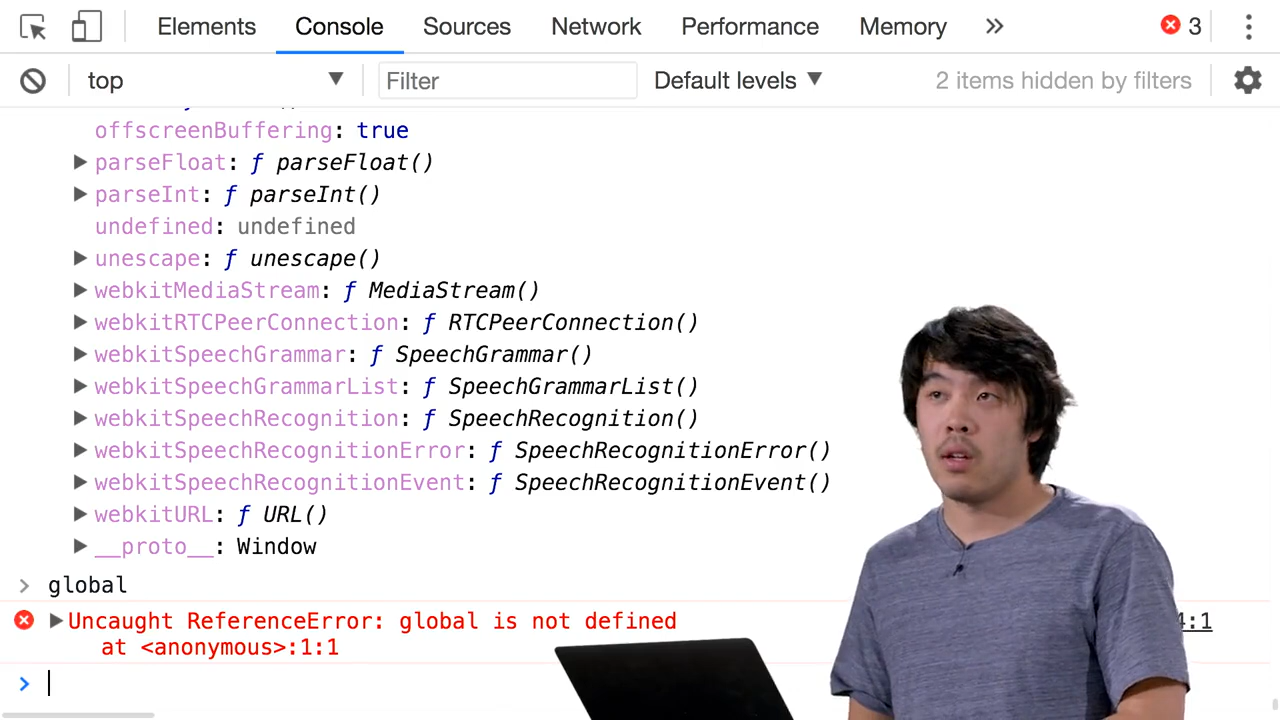 Elements Console Sources Network Performance Memory » 3
top ▼ Filter Default levels ▼ 2 items hidden by filters
offscreenBuffering: true
▶ parseFloat: ƒ parseFloat()
▶ parseInt: ƒ parseInt()
undefined: undefined
▶ unescape: ƒ unescape()
▶ webkitMediaStream: ƒ MediaStream()
▶ webkitRTCPeerConnection: ƒ RTCPeerConnection()
▶ webkitSpeechGrammar: ƒ SpeechGrammar()
▶ webkitSpeechGrammarList: ƒ SpeechGrammarList()
▶ webkitSpeechRecognition: ƒ SpeechRecognition()
▶ webkitSpeechRecognitionError: ƒ SpeechRecognitionError()
▶ webkitSpeechRecognitionEvent: ƒ SpeechRecognitionEvent()
▶ webkitURL: ƒ URL()
▶ __proto__: Window
> global
▶ Uncaught ReferenceError: global is not defined
at <anonymous>:1:1
>